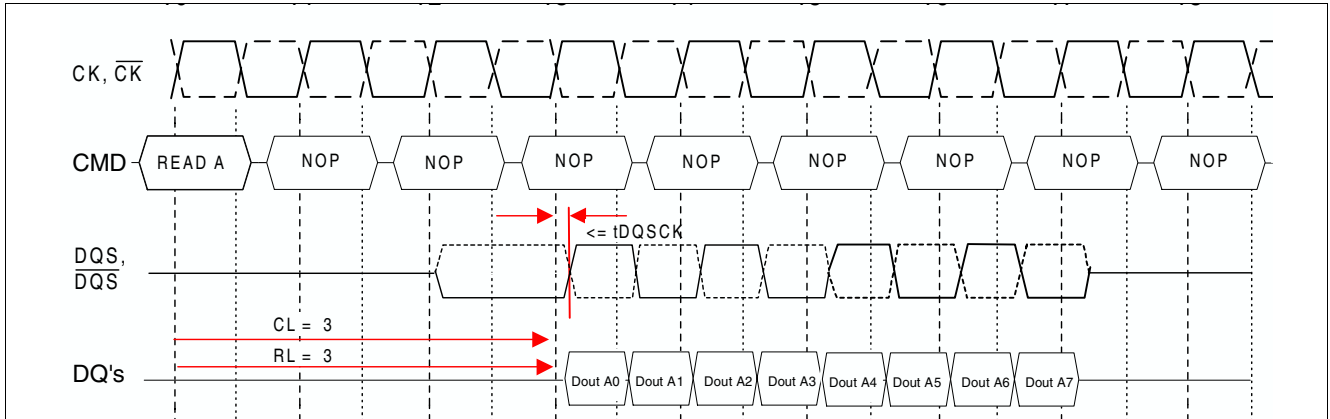 CK, CK
CMD READ A NOP NOP NOP NOP NOP NOP NOP NOP
<= tDQSCK
DQS,
DQS
CL = 3
RL = 3
DQ's Dout A0 Dout A1 Dout A2 Dout A3 Dout A4 Dout A5 Dout A6 Dout A7